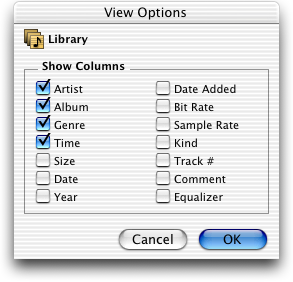 View Options
Library
Show Columns
Artist
Album
Genre
Time
Size
Date
Year
Date Added
Bit Rate
Sample Rate
Kind
Track #
Comment
Equalizer
Cancel
OK